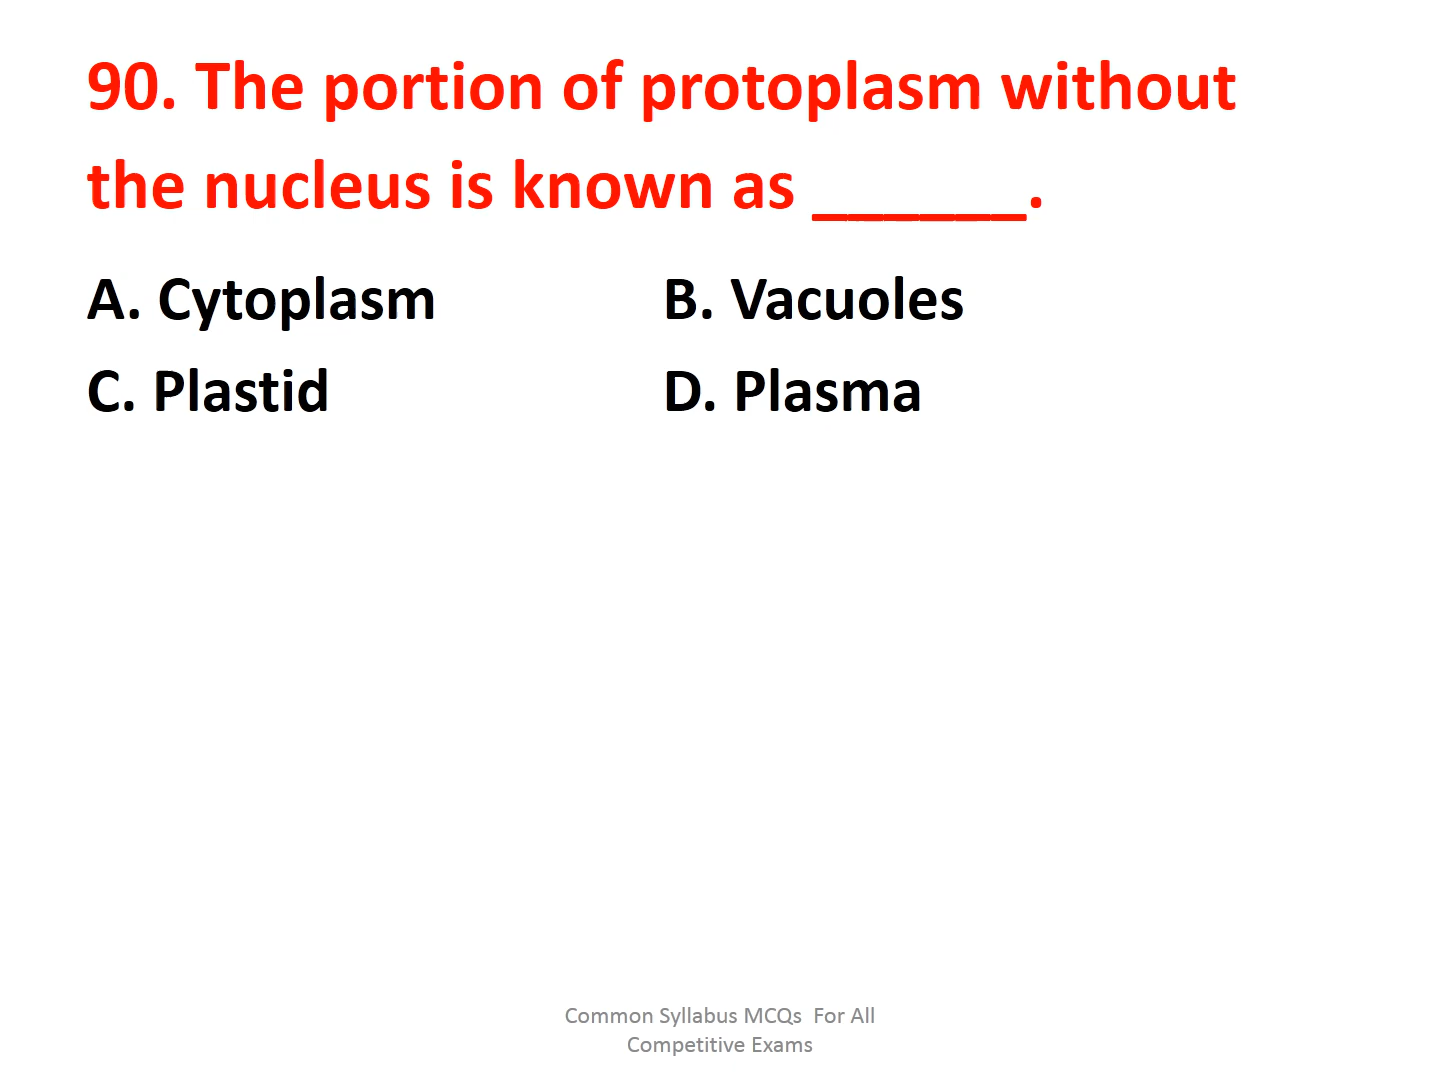 90. The portion of protoplasm without
the nucleus is known as ______.
A. Cytoplasm B. Vacuoles
C. Plastid D. Plasma
Common Syllabus MCQs For All
Competitive Exams